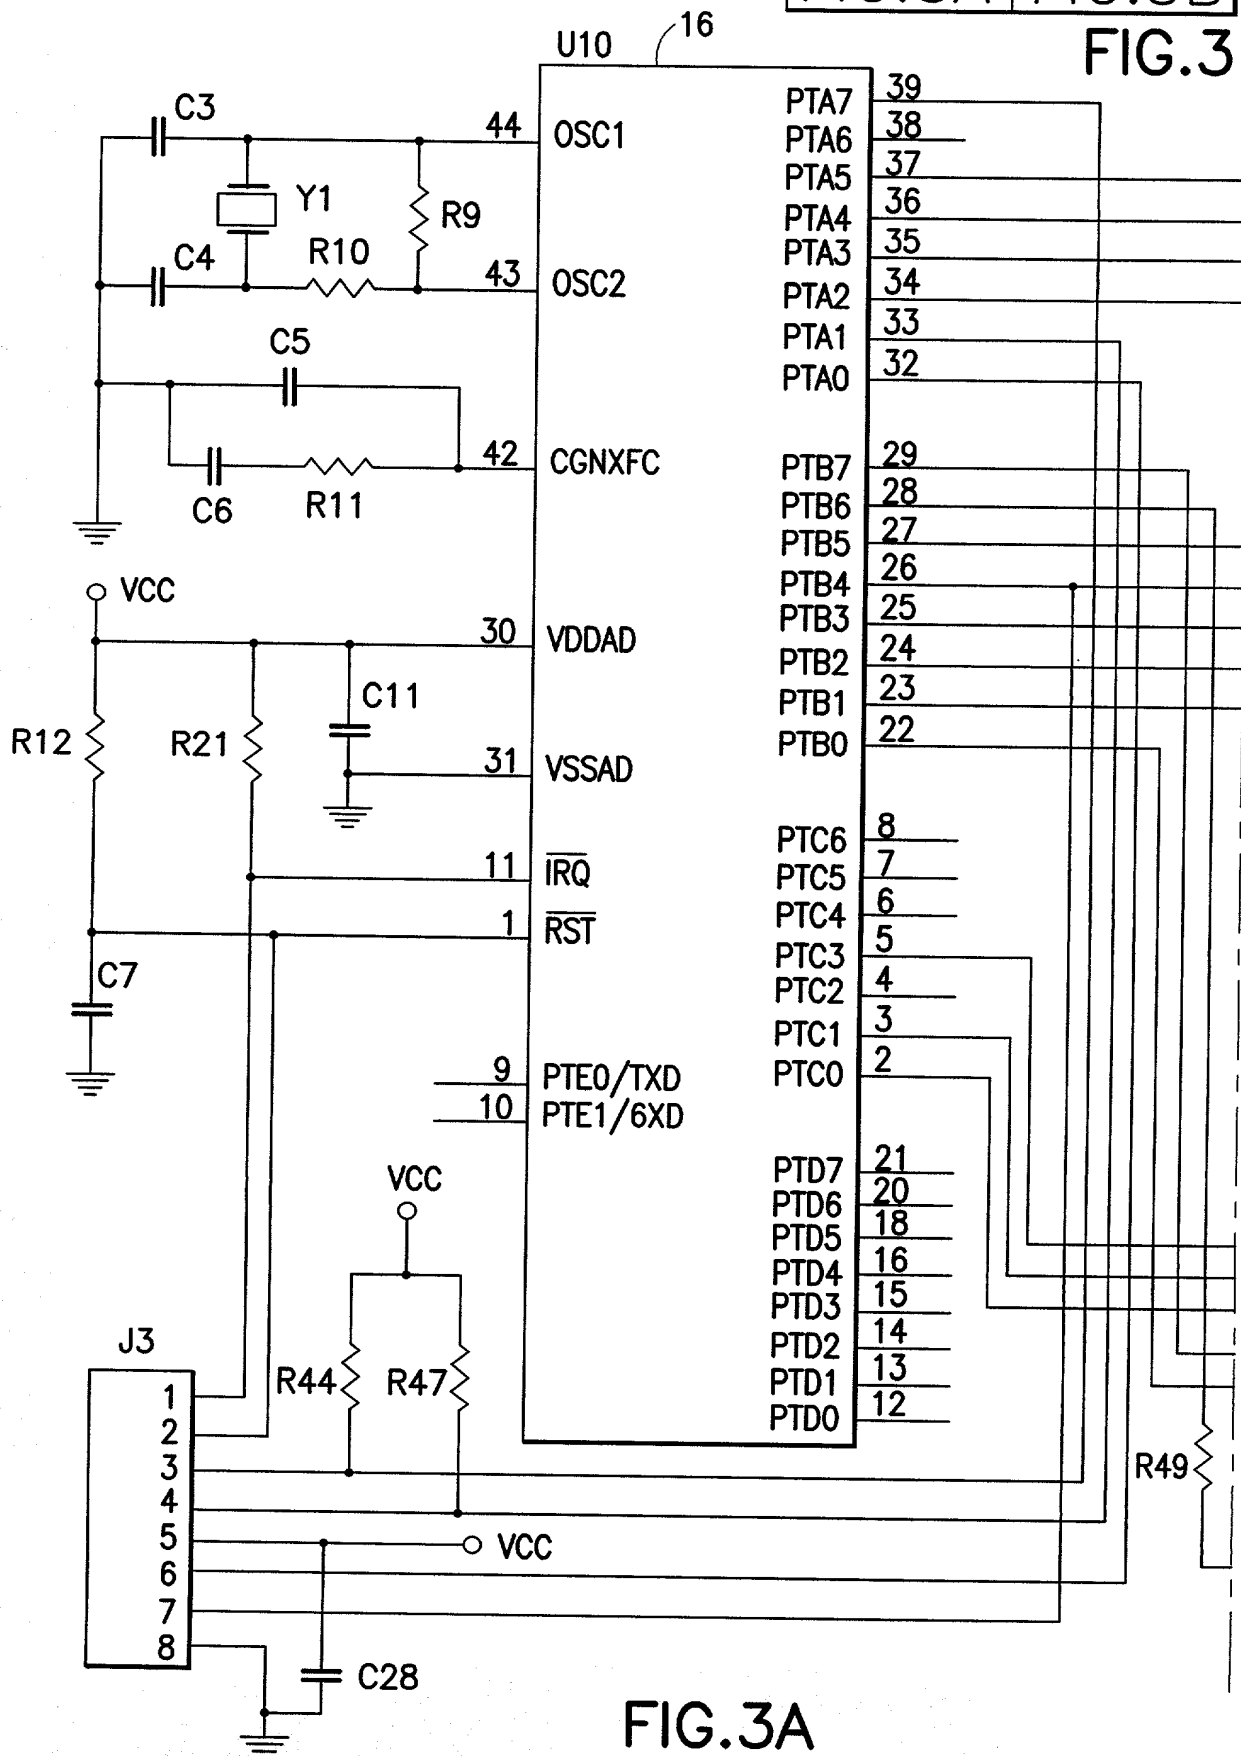 FIG.3
U10
16
C3
44
OSC1
Y1
R9
C4
R10
43
OSC2
C5
42
CGNXFC
C6
R11
VCC
30
VDDAD
C11
R12
R21
31
VSSAD
11
IRQ
1
RST
C7
9
PTE0/TXD
10
PTE1/6XD
PTA7 39
PTA6 38
PTA5 37
PTA4 36
PTA3 35
PTA2 34
PTA1 33
PTA0 32
PTB7 29
PTB6 28
PTB5 27
PTB4 26
PTB3 25
PTB2 24
PTB1 23
PTB0 22
PTC6 8
PTC5 7
PTC4 6
PTC3 5
PTC2 4
PTC1 3
PTC0 2
PTD7 21
PTD6 20
PTD5 18
PTD4 16
PTD3 15
PTD2 14
PTD1 13
PTD0 12
VCC
J3
R44
R47
R49
1
2
3
4
5
6
7
8
VCC
C28
FIG.3A